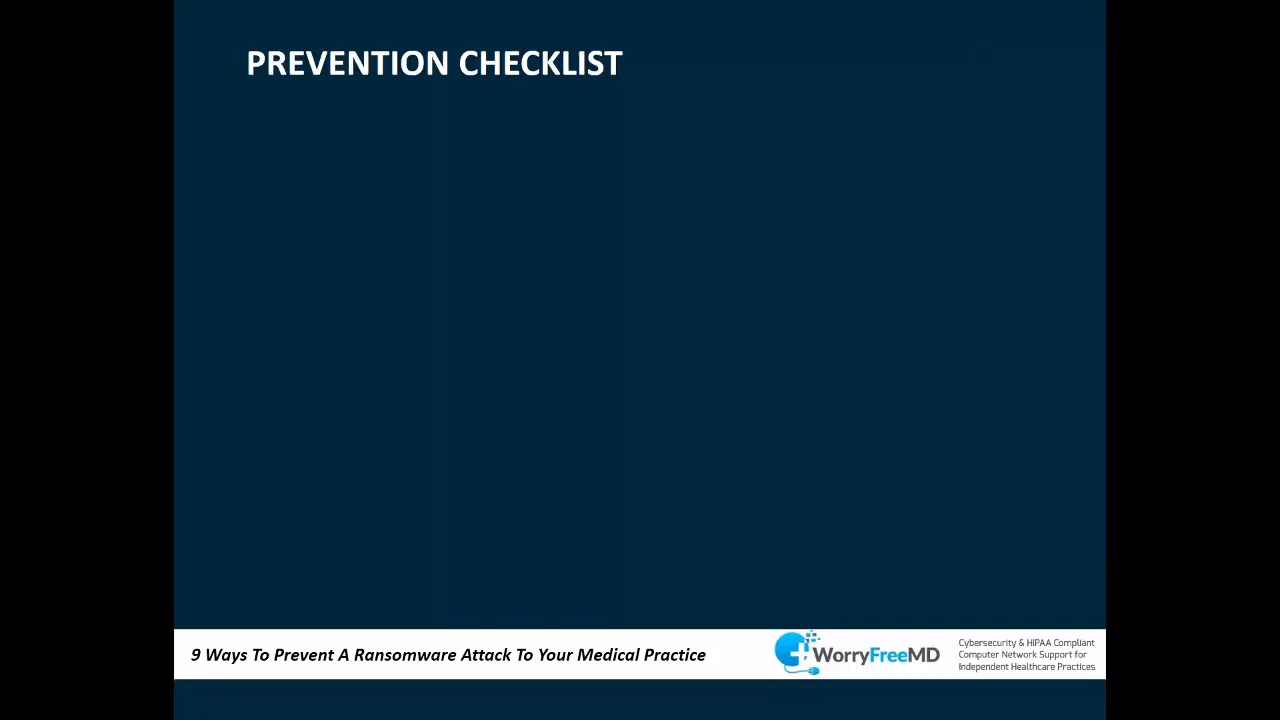 PREVENTION CHECKLIST
9 Ways To Prevent A Ransomware Attack To Your Medical Practice
WorryFreeMD
Cybersecurity & HIPAA Compliant
Computer Network Support for
Independent Healthcare Practices